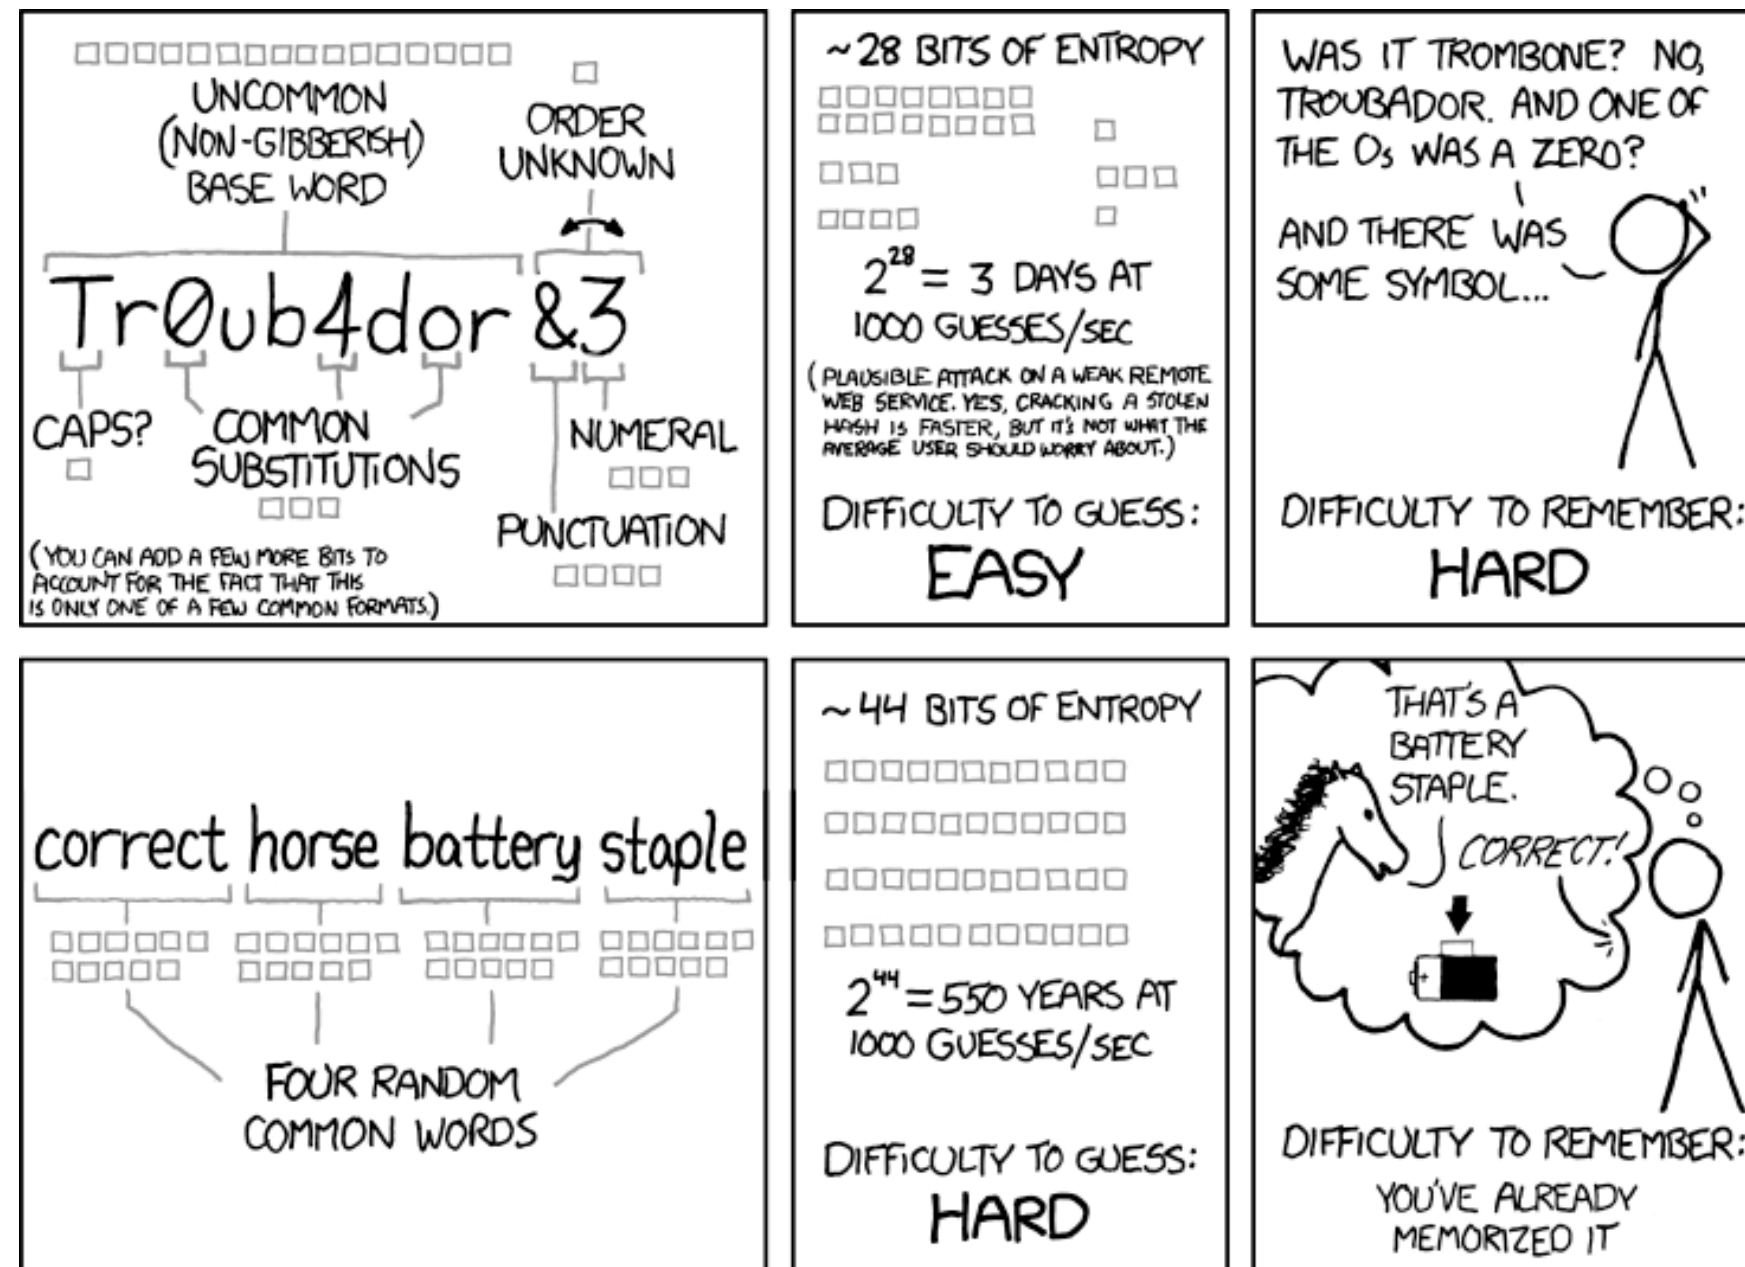 UNCOMMON
(NON-GIBBERISH)
BASE WORD
ORDER
UNKNOWN
Tr0ub4dor &3
CAPS?
COMMON
SUBSTITUTIONS
NUMERAL
PUNCTUATION
(YOU CAN ADD A FEW MORE BITS TO
ACCOUNT FOR THE FACT THAT THIS
IS ONLY ONE OF A FEW COMMON FORMATS.)
~28 BITS OF ENTROPY
2^28 = 3 DAYS AT
1000 GUESSES/SEC
(PLAUSIBLE ATTACK ON A WEAK REMOTE
WEB SERVICE. YES, CRACKING A STOLEN
HASH IS FASTER, BUT IT'S NOT WHAT THE
AVERAGE USER SHOULD WORRY ABOUT.)
DIFFICULTY TO GUESS:
EASY
WAS IT TROMBONE? NO,
TROUBADOR. AND ONE OF
THE Os WAS A ZERO?
AND THERE WAS
SOME SYMBOL...
DIFFICULTY TO REMEMBER:
HARD
correct horse battery staple
FOUR RANDOM
COMMON WORDS
~44 BITS OF ENTROPY
2^44 = 550 YEARS AT
1000 GUESSES/SEC
DIFFICULTY TO GUESS:
HARD
THAT'S A
BATTERY
STAPLE.
CORRECT!
+
DIFFICULTY TO REMEMBER:
YOU'VE ALREADY
MEMORIZED IT